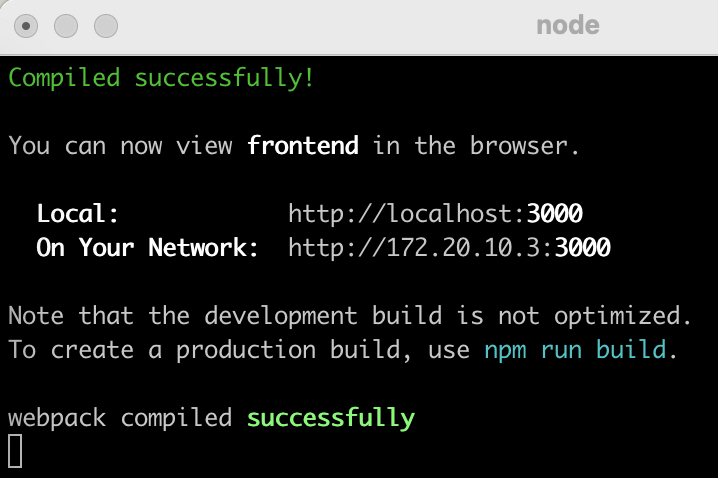 node
Compiled successfully!
You can now view frontend in the browser.
Local: http://localhost:3000
On Your Network: http://172.20.10.3:3000
Note that the development build is not optimized.
To create a production build, use npm run build.
webpack compiled successfully